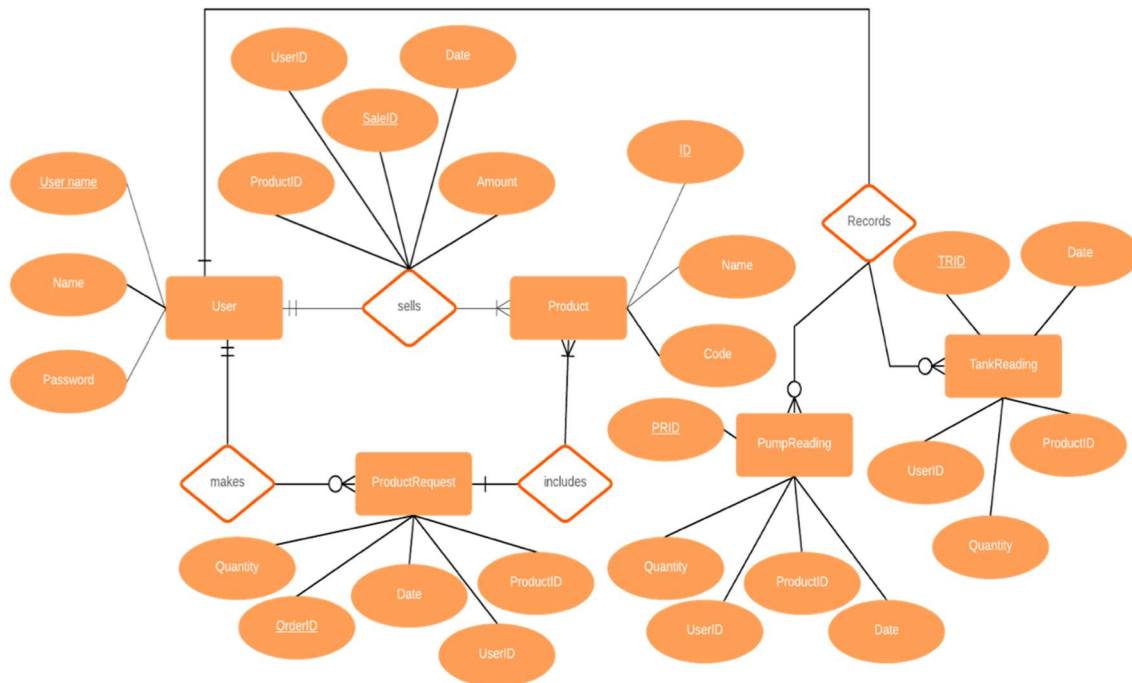 UserID
Date
SaleID
ID
User name
ProductID
Amount
Records
Name
TRID
Date
Name
User
sells
Product
Code
TankReading
Password
PRID
PumpReading
ProductID
UserID
makes
ProductRequest
includes
Quantity
Quantity
Date
ProductID
Quantity
ProductID
OrderID
UserID
UserID
Date